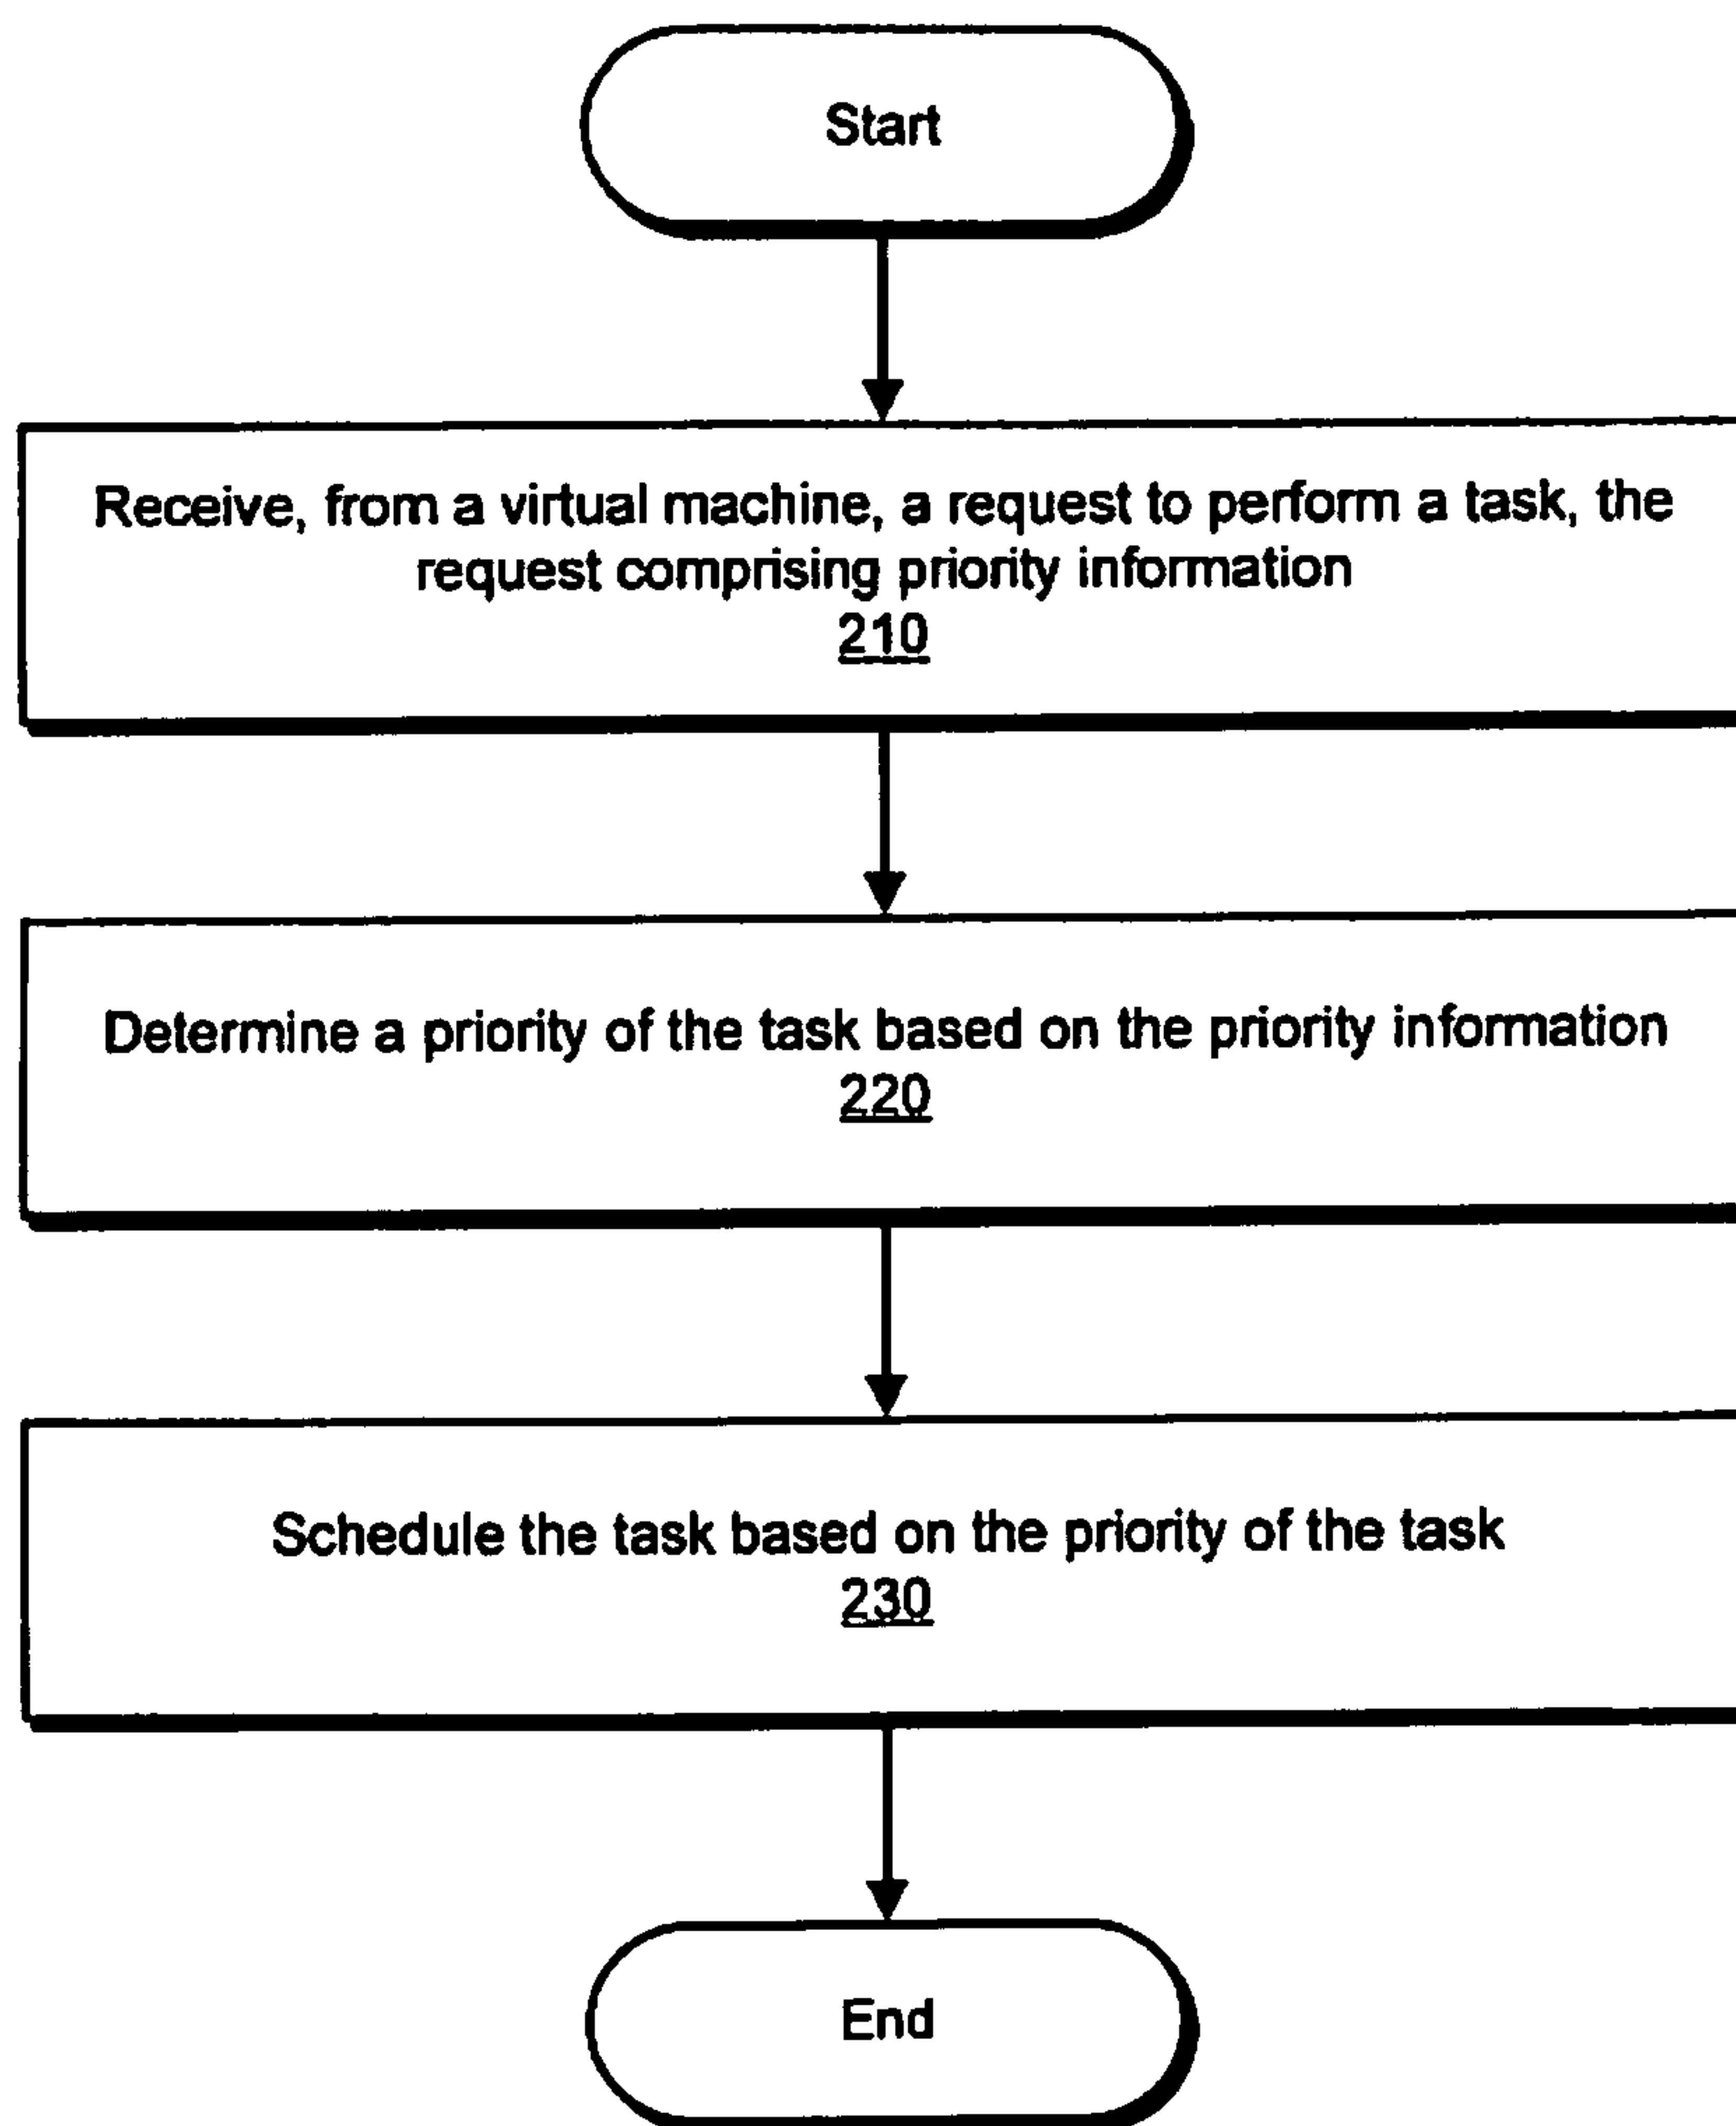 Start
Receive, from a virtual machine, a request to perform a task, the
request comprising priority information
210
Determine a priority of the task based on the priority information
220
Schedule the task based on the priority of the task
230
End